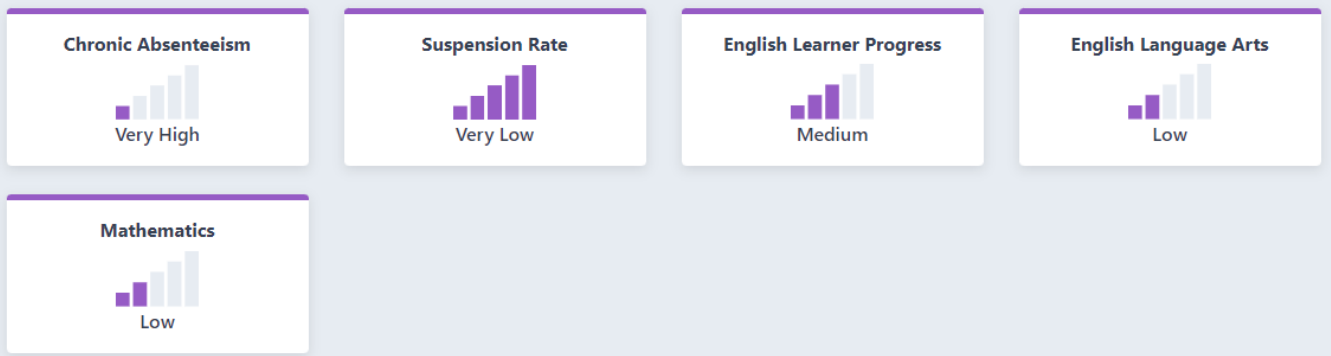 Chronic Absenteeism
Very High
Suspension Rate
Very Low
English Learner Progress
Medium
English Language Arts
Low
Mathematics
Low